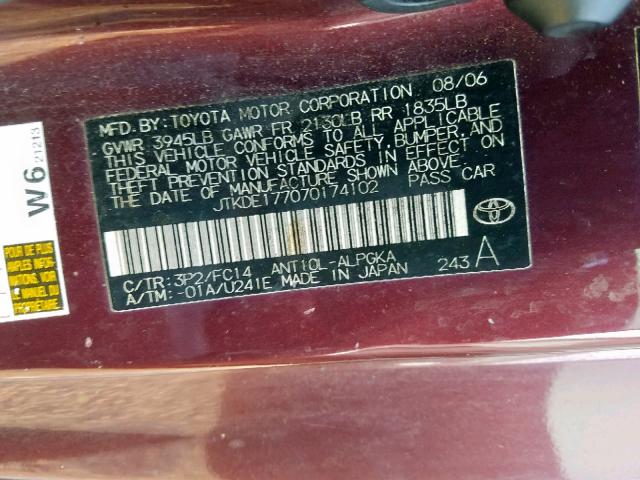 MFD. BY: TOYOTA MOTOR CORPORATION 08/06
GVWR 3945LB GAWR FR 2130LB RR 1835LB
THIS VEHICLE CONFORMS TO ALL APPLICABLE
FEDERAL MOTOR VEHICLE SAFETY, BUMPER, AND
THEFT PREVENTION STANDARDS IN EFFECT ON
THE DATE OF MANUFACTURE SHOWN ABOVE.
JTKDE177070174102 PASS CAR
C/TR: 3P2/FC14 ANT10L-ALPGKA
A/TM: -01A/U241E MADE IN JAPAN
243 A
TOYOTA
W6
21213